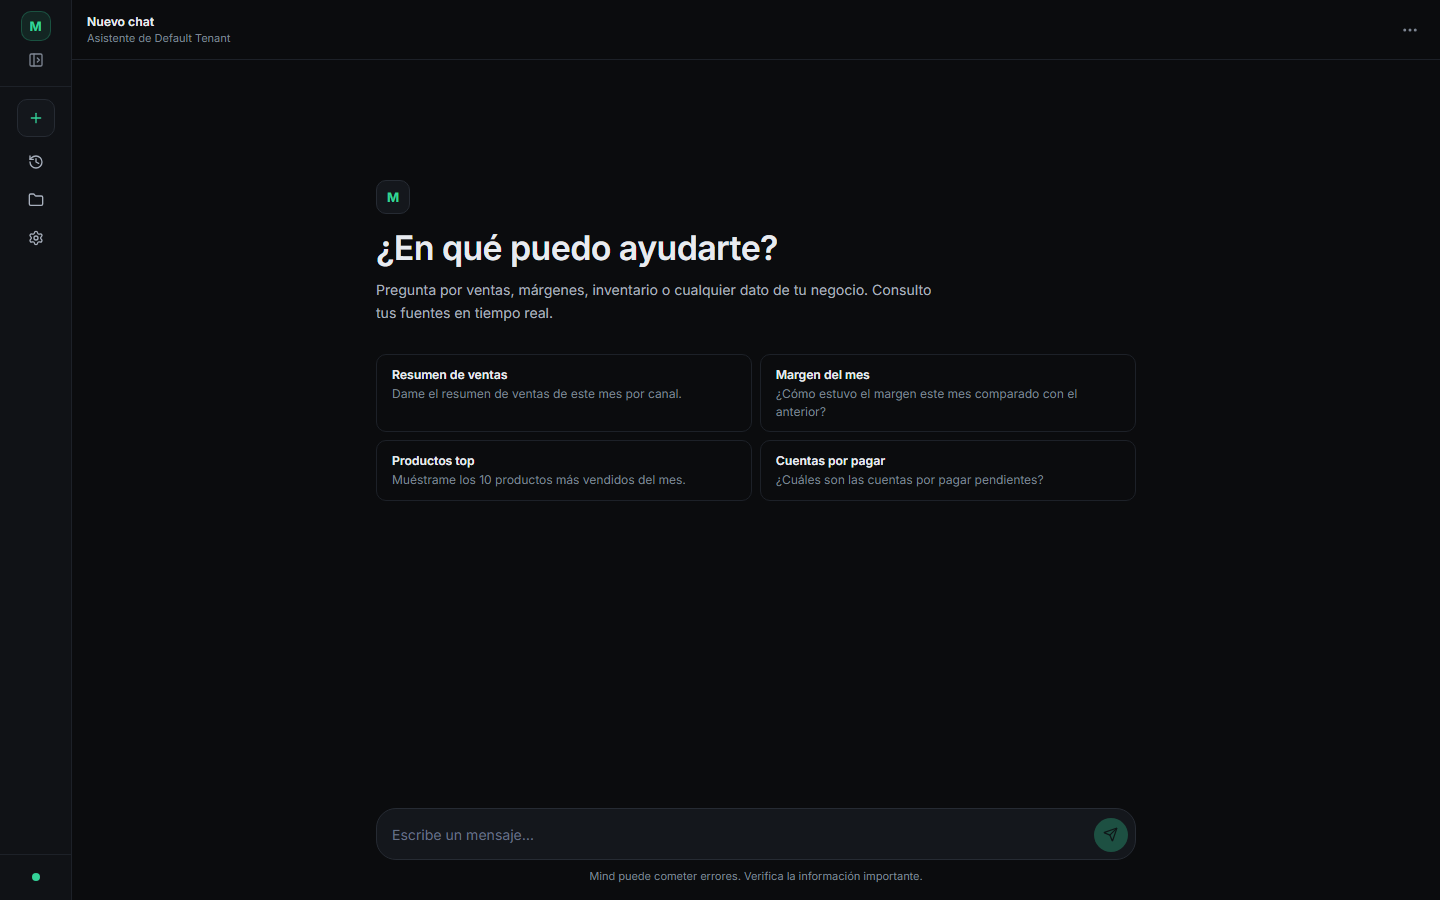 M
Nuevo chat
Asistente de Default Tenant
M
¿En qué puedo ayudarte?
Pregunta por ventas, márgenes, inventario o cualquier dato de tu negocio. Consulto
tus fuentes en tiempo real.
Resumen de ventas
Dame el resumen de ventas de este mes por canal.
Margen del mes
¿Cómo estuvo el margen este mes comparado con el
anterior?
Productos top
Muéstrame los 10 productos más vendidos del mes.
Cuentas por pagar
¿Cuáles son las cuentas por pagar pendientes?
Escribe un mensaje...
Mind puede cometer errores. Verifica la información importante.